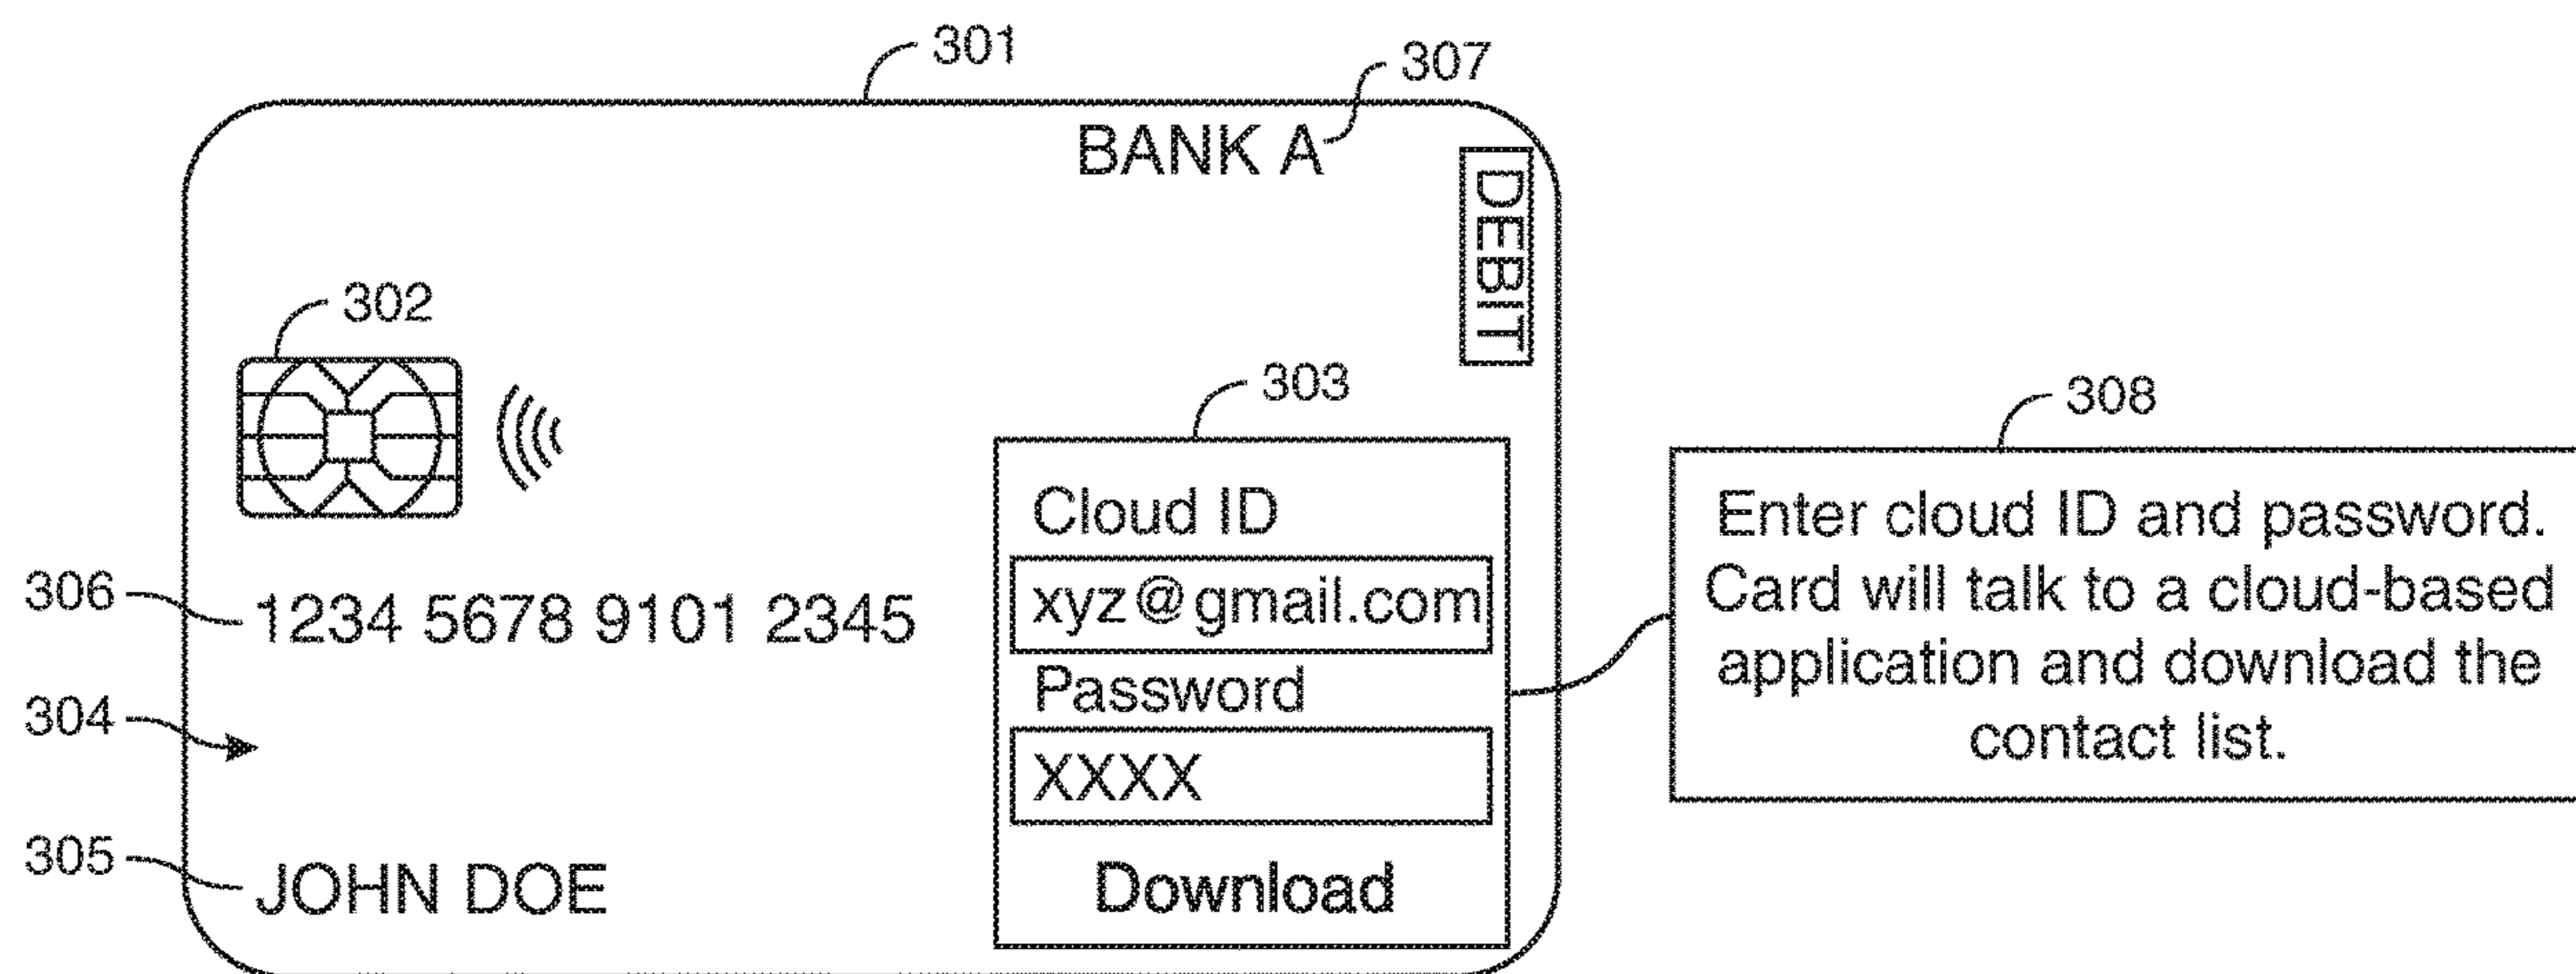 301
307
BANK A
DEBIT
302
303
308
Cloud ID
xyz@gmail.com
Password
XXXX
Download
Enter cloud ID and password.
Card will talk to a cloud-based
application and download the
contact list.
306
1234 5678 9101 2345
304
305
JOHN DOE